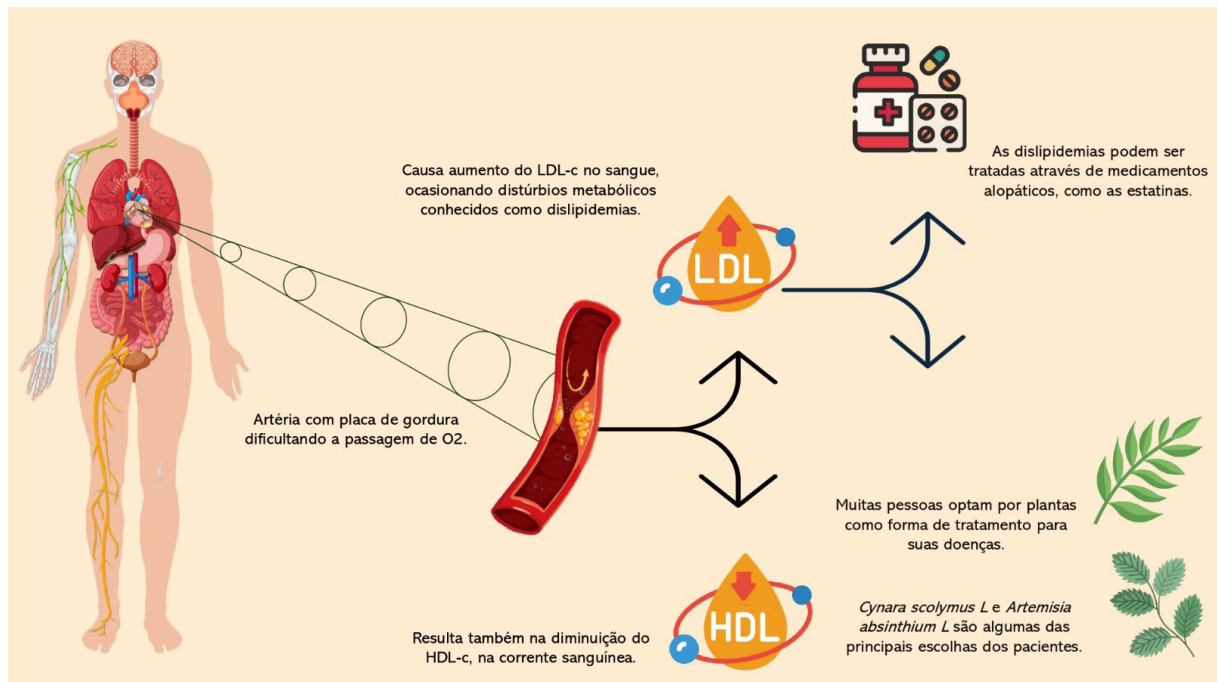 As dislipidemias podem ser
tratadas através de medicamentos
alopáticos, como as estatinas.
Causa aumento do LDL-c no sangue,
ocasionando distúrbios metabólicos
conhecidos como dislipidemias.
LDL
Artéria com placa de gordura
dificultando a passagem de O2.
Muitas pessoas optam por plantas
como forma de tratamento para
suas doenças.
HDL
Resulta também na diminuição do
HDL-c, na corrente sanguínea.
Cynara scolymus L e Artemisia
absinthium L são algumas das
principais escolhas dos pacientes.